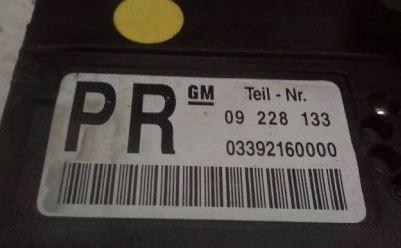 PR GM Teil - Nr.
09 228 133
03392160000